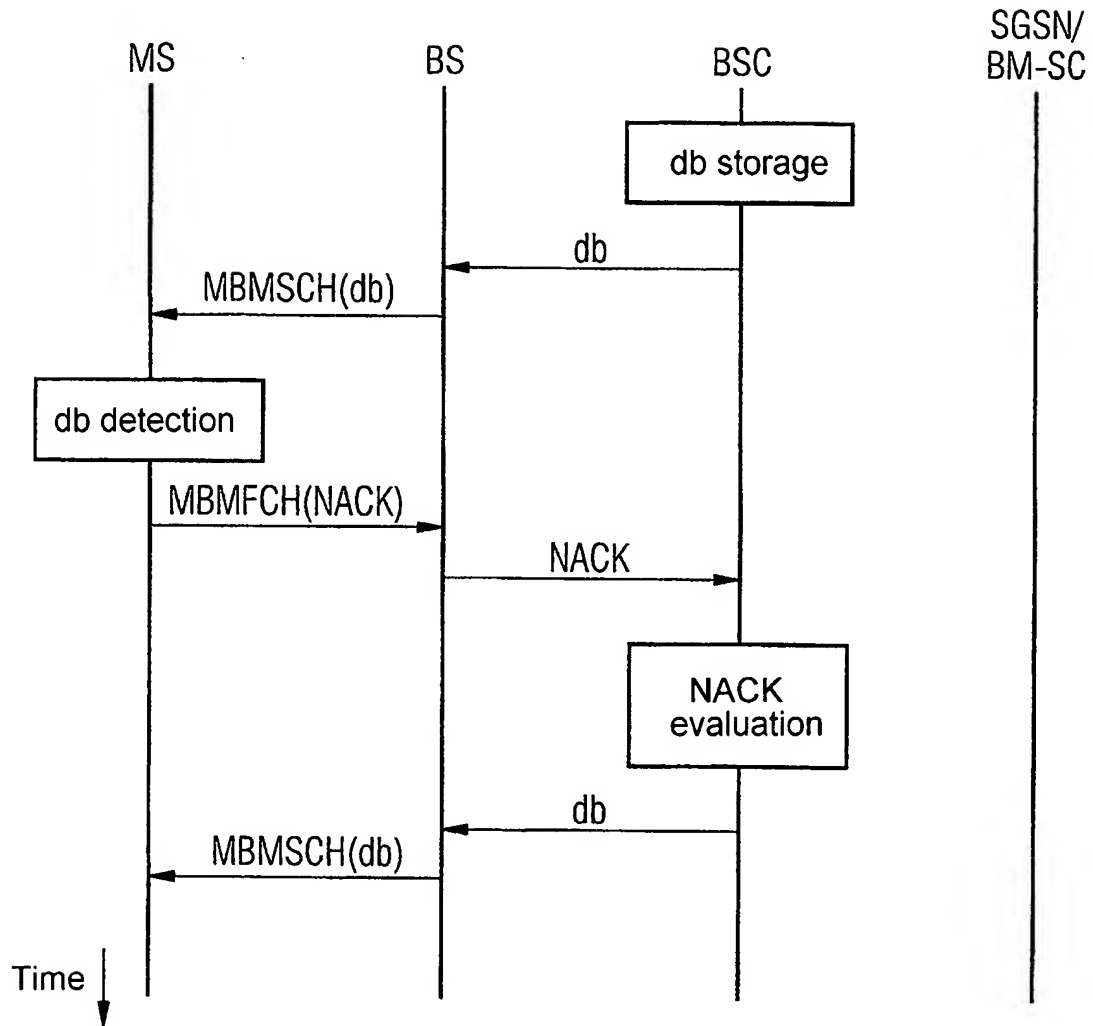 SGSN/
BM-SC
MS
BS
BSC
db storage
db
MBMSCH(db)
db detection
MBMFCH(NACK)
NACK
NACK
evaluation
db
MBMSCH(db)
Time